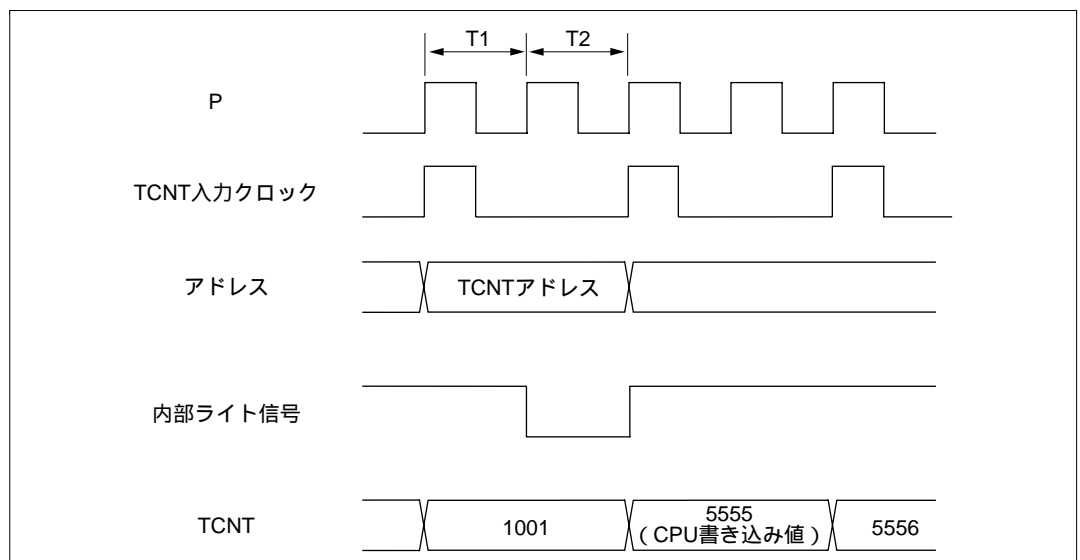 T1 T2
P
TCNT入力クロック
アドレス TCNTアドレス
内部ライト信号
TCNT 1001 5555 5556
（CPU書き込み値）